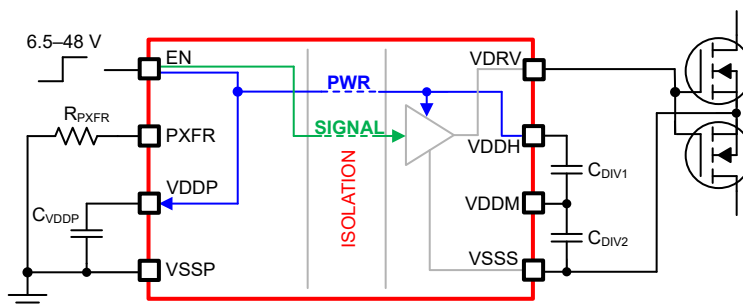 6.5–48 V
EN
PWR
VDRV
RPXFR
PXFR
SIGNAL
VDDH
ISOLATION
CDIV1
VDDP
VDDM
CVDDP
CDIV2
VSSP
VSSS